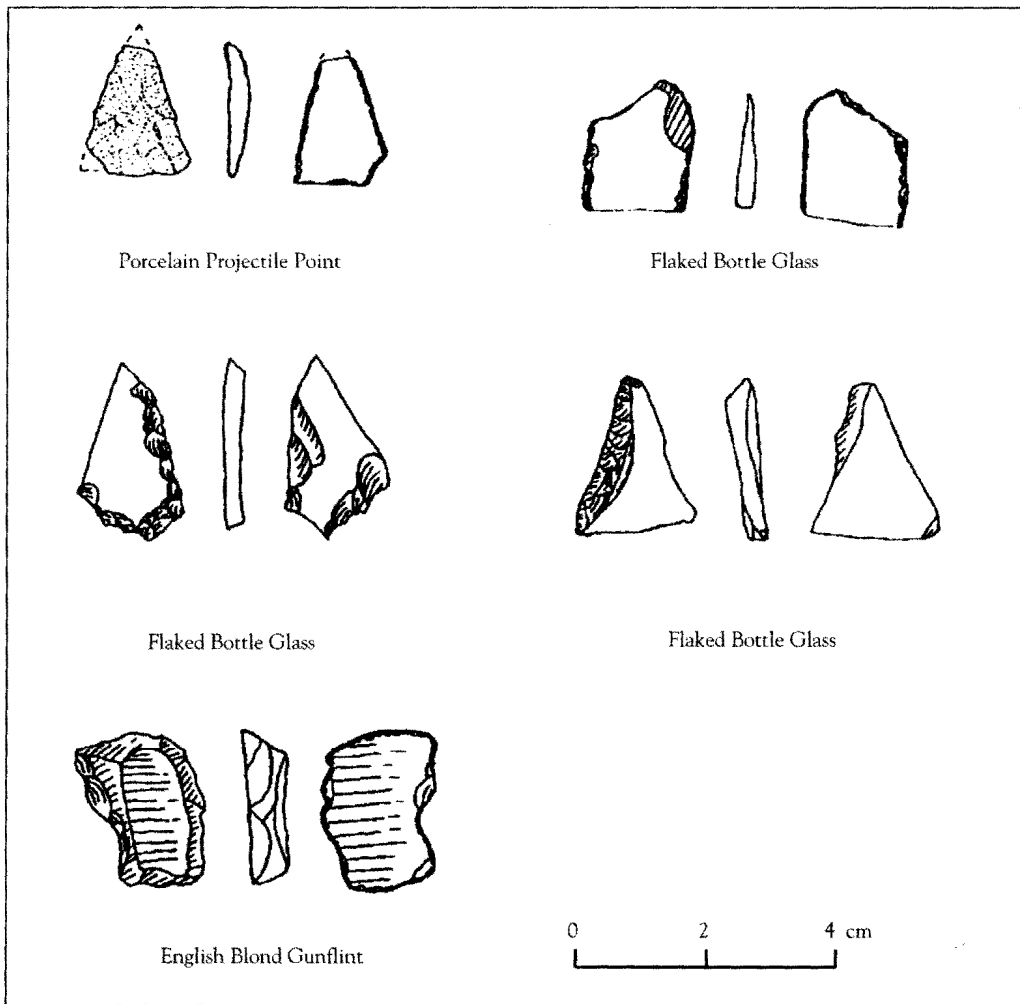 Porcelain Projectile Point
Flaked Bottle Glass
Flaked Bottle Glass
Flaked Bottle Glass
English Blond Gunflint
0 2 4 cm